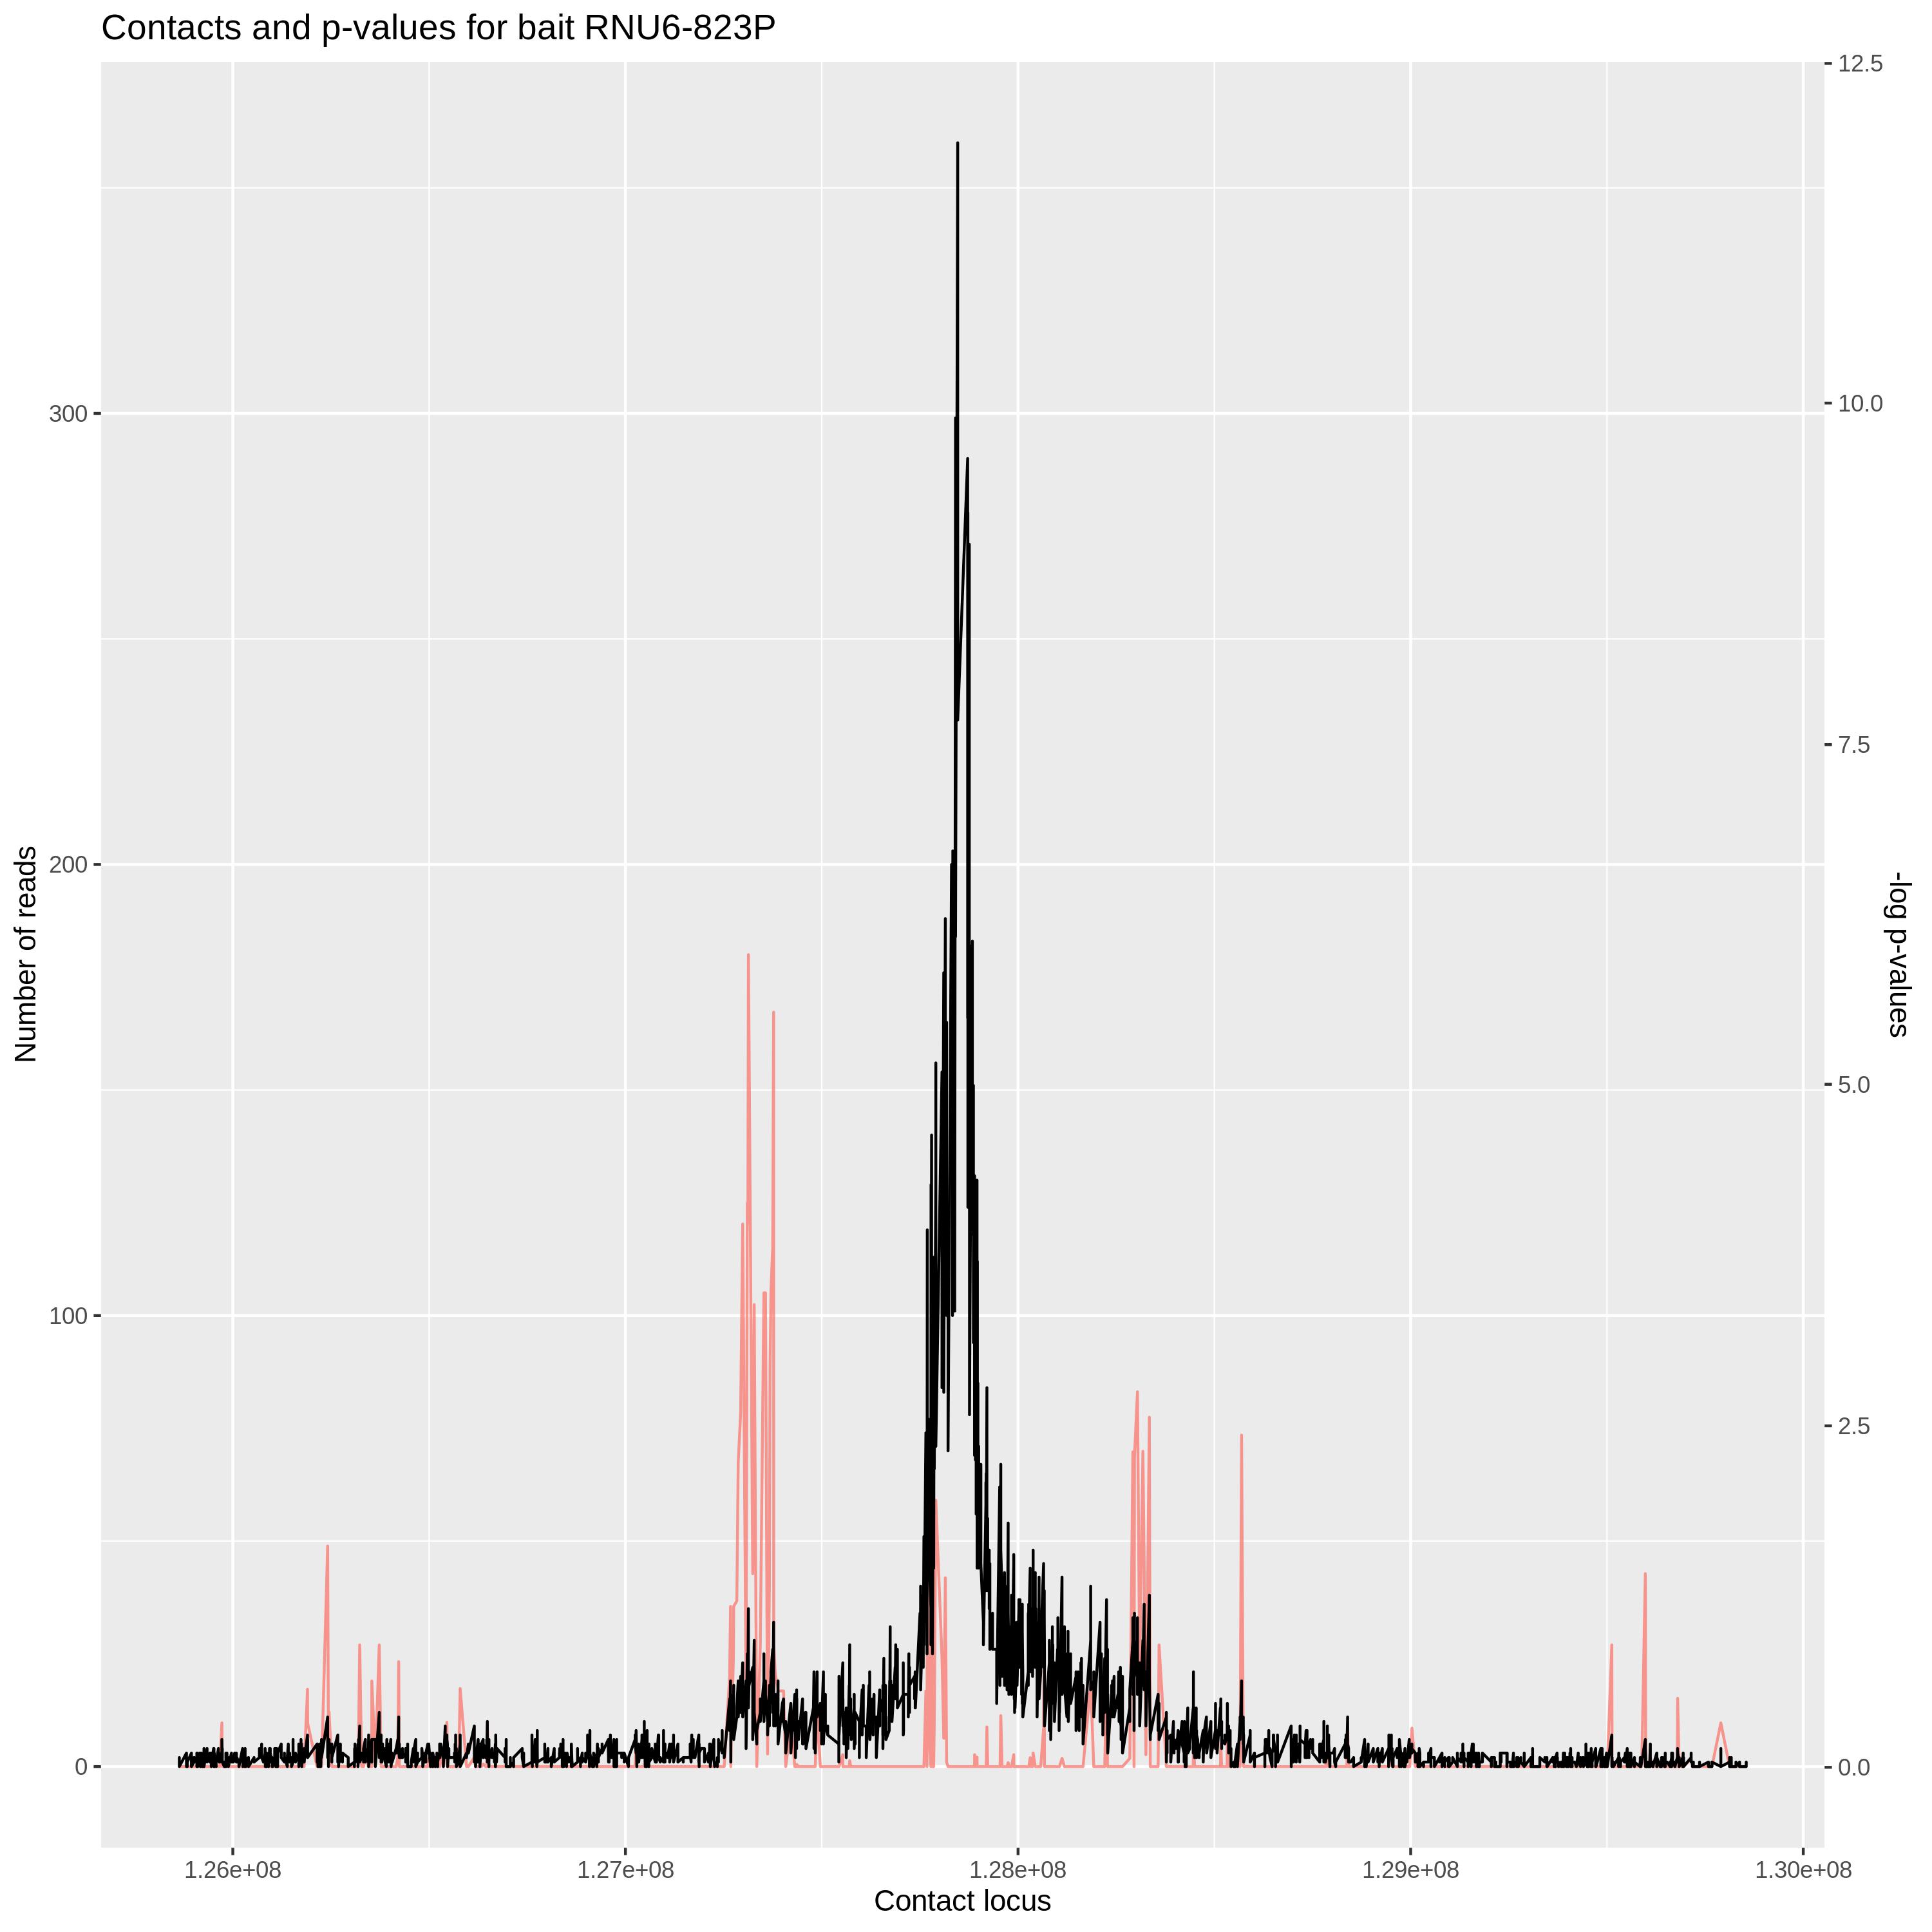 Contacts and p-values for bait RNU6-823P
12.5
300
10.0
7.5
200
Number of reads
-log p-values
5.0
100
2.5
0
0.0
1.26e+08
1.27e+08
1.28e+08
1.29e+08
1.30e+08
Contact locus